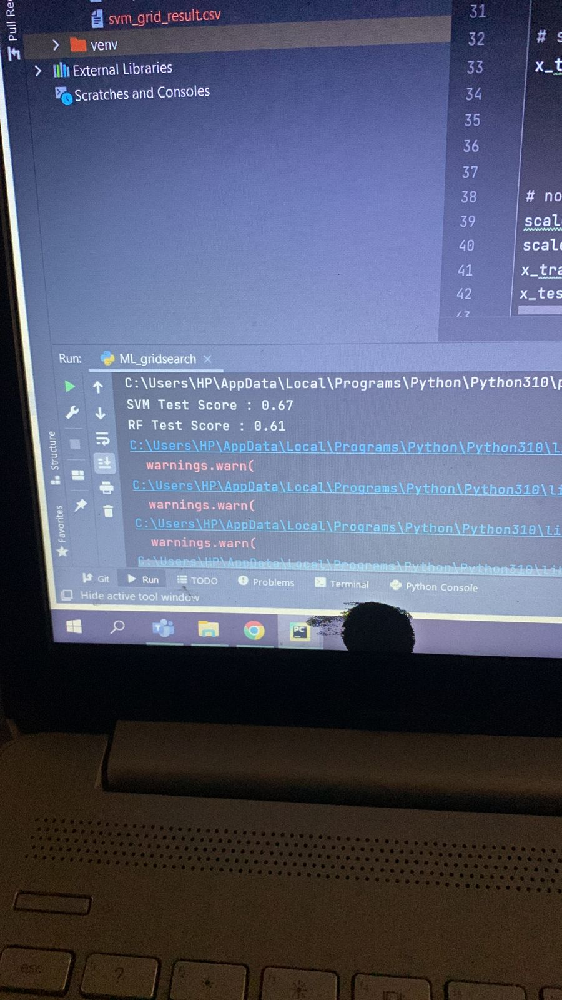 Pull Re
svm_grid_result.csv
venv
External Libraries
Scratches and Consoles
31
32 # s
33 x_t
34
35
36
37
38 # no
39 scal
40 scale
41 x_tra
42 x_tes
43
Run: ML_gridsearch
C:\Users\HP\AppData\Local\Programs\Python\Python310\p
SVM Test Score : 0.67
RF Test Score : 0.61
C:\Users\HP\AppData\Local\Programs\Python\Python310\li
warnings.warn(
C:\Users\HP\AppData\Local\Programs\Python\Python310\li
warnings.warn(
C:\Users\HP\AppData\Local\Programs\Python\Python310\li
warnings.warn(
C:\Users\HP\AppData\Local\Programs\Python\Python310\li
Structure
Favorites
Git Run TODO Problems Terminal Python Console
Hide active tool window
PC
esc
?